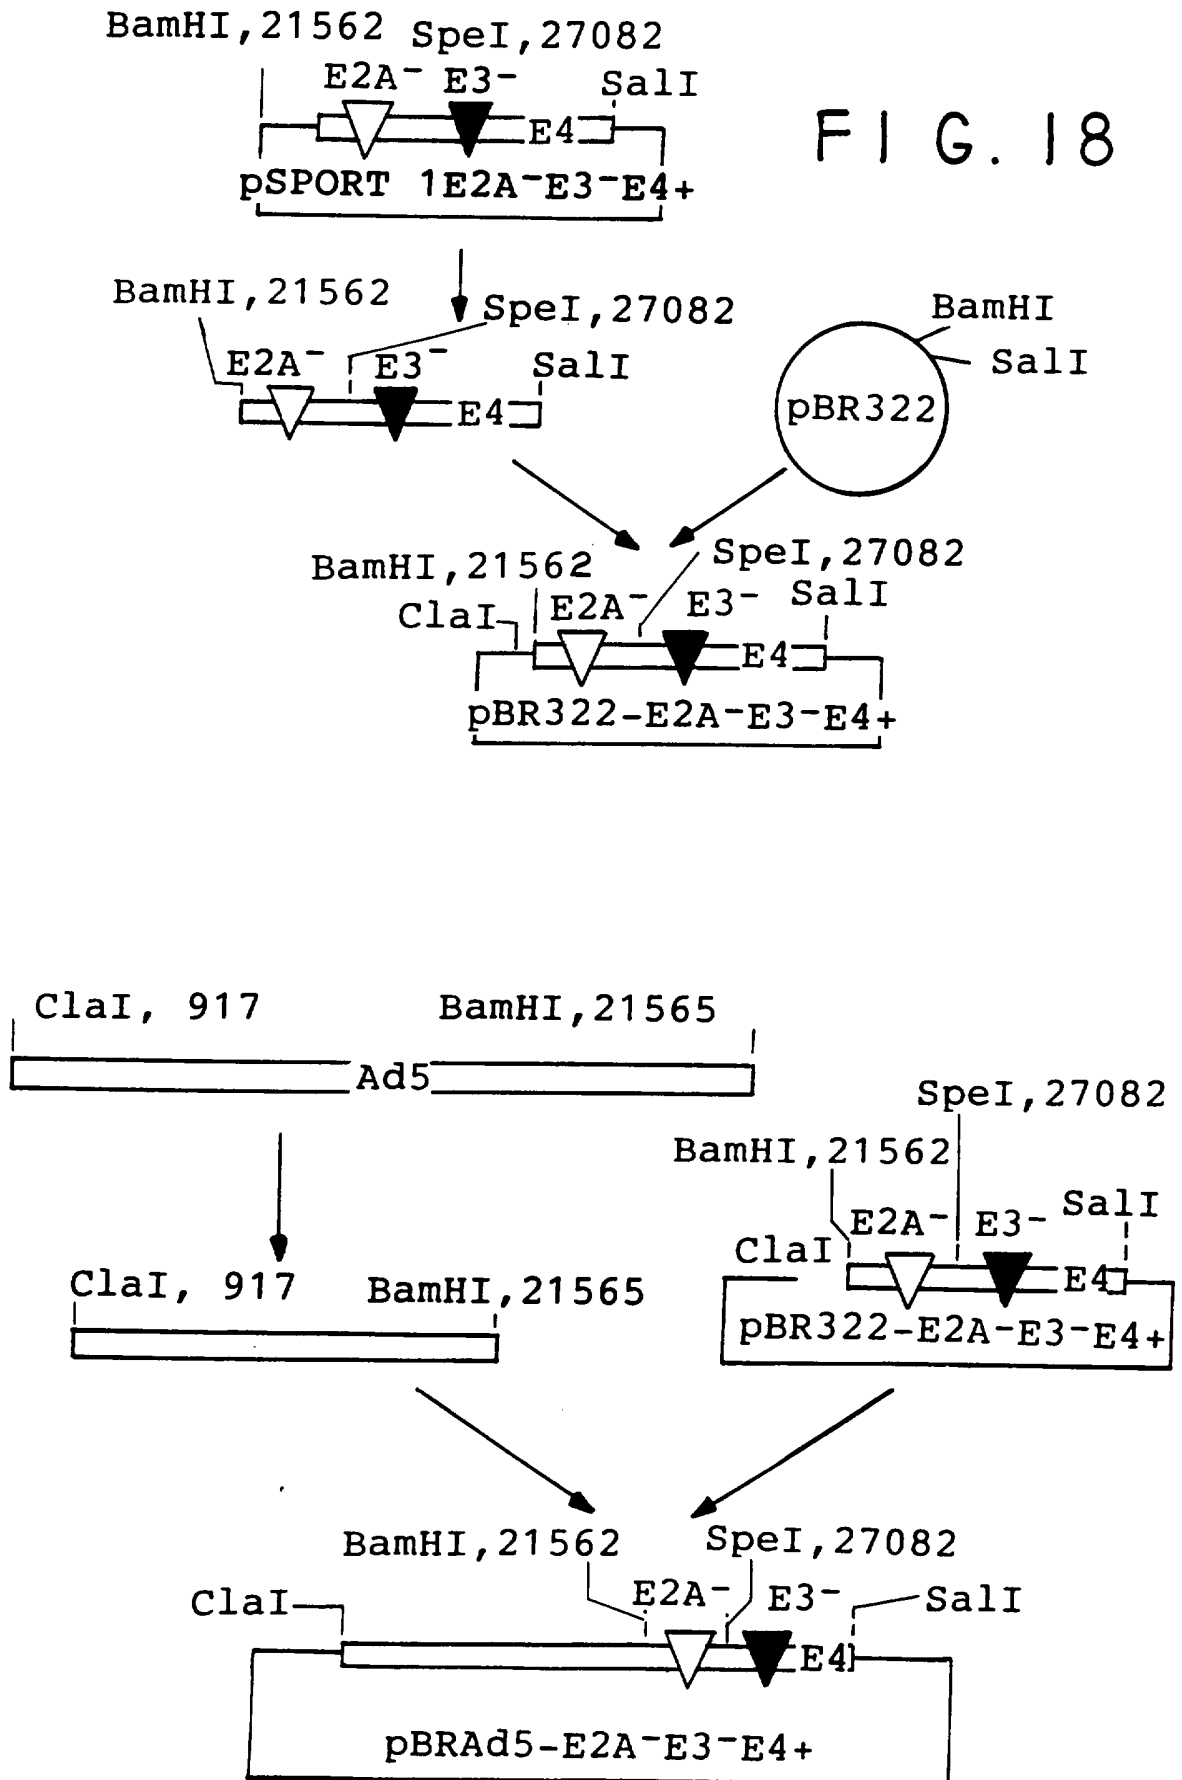 BamHI,21562 SpeI,27082
E2A⁻ E3⁻ SalI
FIG. 18
E4
pSPORT 1E2A⁻E3⁻E4+
BamHI,21562 SpeI,27082
E2A⁻ E3⁻ SalI
E4
BamHI
SalI
pBR322
BamHI,21562 SpeI,27082
ClaI E2A⁻ E3⁻ SalI
E4
pBR322-E2A⁻E3⁻E4+
ClaI, 917 BamHI,21565
Ad5
SpeI,27082
BamHI,21562
ClaI E2A⁻ E3⁻ SalI
E4
pBR322-E2A⁻E3⁻E4+
ClaI, 917 BamHI,21565
BamHI,21562 SpeI,27082
ClaI E2A⁻ E3⁻ SalI
E4
pBRAd5-E2A⁻E3⁻E4+